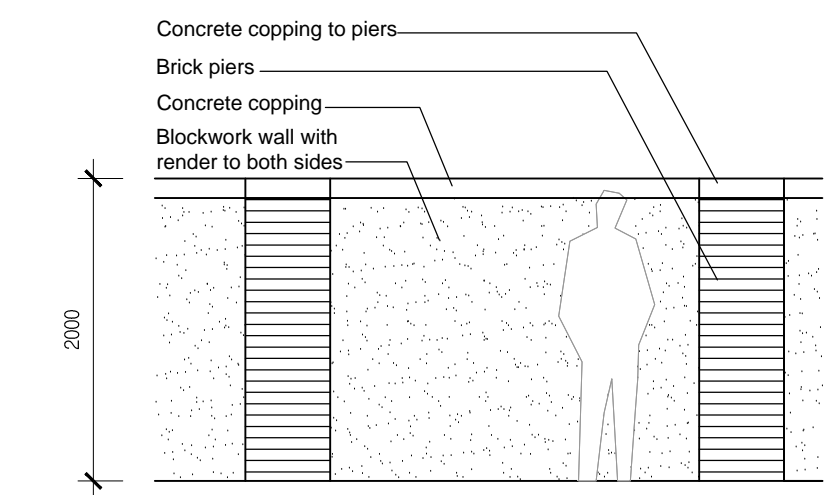 Concrete copping to piers
Brick piers
Concrete copping
Blockwork wall with
render to both sides
2000